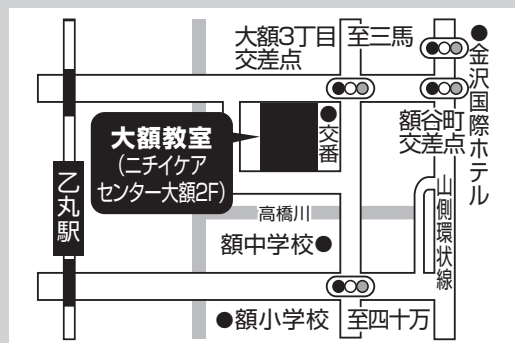 大額3丁目
交差点
至三馬
金沢国際ホテル
交番
額谷町
交差点
大額教室
(ニチイケア
センター大額2F)
乙丸駅
山側環状線
高橋川
額中学校
額小学校
至四十万